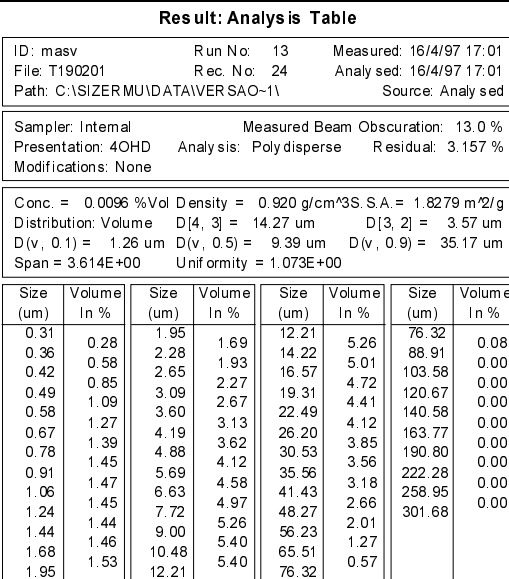 Result: Analysis Table
ID: masv Run No: 13 Measured: 16/4/97 17:01
File: T190201 Rec. No: 24 Analysed: 16/4/97 17:01
Path: C:\SIZERMU\DATA\VERSAO~1\ Source: Analysed
Sampler: Internal Measured Beam Obscuration: 13.0 %
Presentation: 4OHD Analysis: Polydisperse Residual: 3.157 %
Modifications: None
Conc. = 0.0096 %Vol Density = 0.920 g/cm^3 S.S.A.= 1.8279 m^2/g
Distribution: Volume D[4, 3] = 14.27 um D[3, 2] = 3.57 um
D(v, 0.1) = 1.26 um D(v, 0.5) = 9.39 um D(v, 0.9) = 35.17 um
Span = 3.614E+00 Uniformity = 1.073E+00
Size Volume Size Volume Size Volume Size Volume
(um) In % (um) In % (um) In % (um) In %
0.31 1.95 12.21 76.32
0.28 1.69 5.26 0.08
0.36 2.28 14.22 88.91
0.58 1.93 5.01 0.00
0.42 2.65 16.57 103.58
0.85 2.27 4.72 0.00
0.49 3.09 19.31 120.67
1.09 2.67 4.41 0.00
0.58 3.60 22.49 140.58
1.27 3.13 4.12 0.00
0.67 4.19 26.20 163.77
1.39 3.62 3.85 0.00
0.78 4.88 30.53 190.80
1.45 4.12 3.56 0.00
0.91 5.69 35.56 222.28
1.47 4.58 3.18 0.00
1.06 6.63 41.43 258.95
1.45 4.97 2.66 0.00
1.24 7.72 48.27 301.68
1.44 5.26 2.01
1.44 9.00 56.23
1.46 5.40 1.27
1.68 10.48 65.51
1.53 5.40 0.57
1.95 12.21 76.32